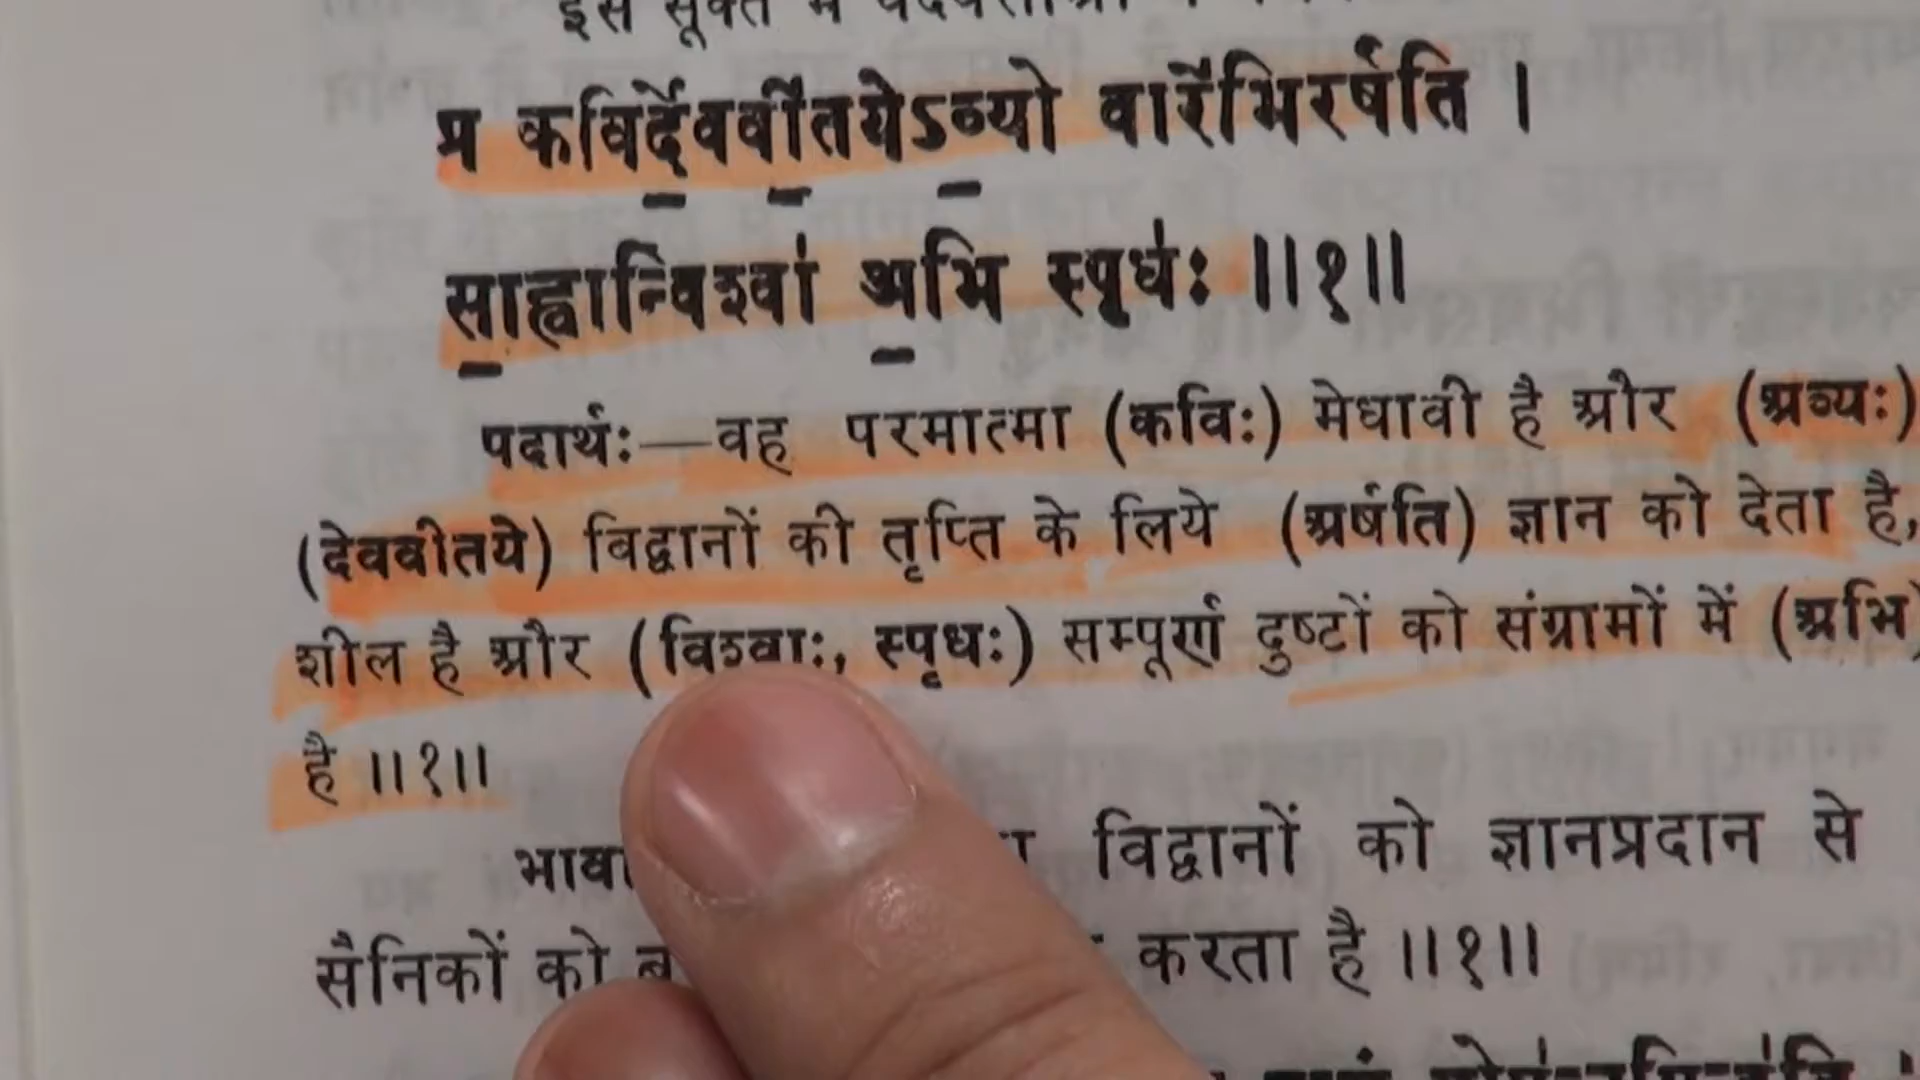 इस सूक्त में
प्र कविर्देववीतयेऽव्यो वारेभिरर्षति ।
साह्वान्विश्वा अभि स्पृधः ॥१॥
पदार्थः—वह परमात्मा (कविः) मेधावी है और (अव्यः)
(देववीतये) विद्वानों की तृप्ति के लिये (अर्षति) ज्ञान को देता है,
शील है और (विश्वाः, स्पृधः) सम्पूर्ण दुष्टों को संग्रामों में (अभि)
है ॥१॥
विद्वानों को ज्ञानप्रदान से
सैनिकों को करता है ॥१॥